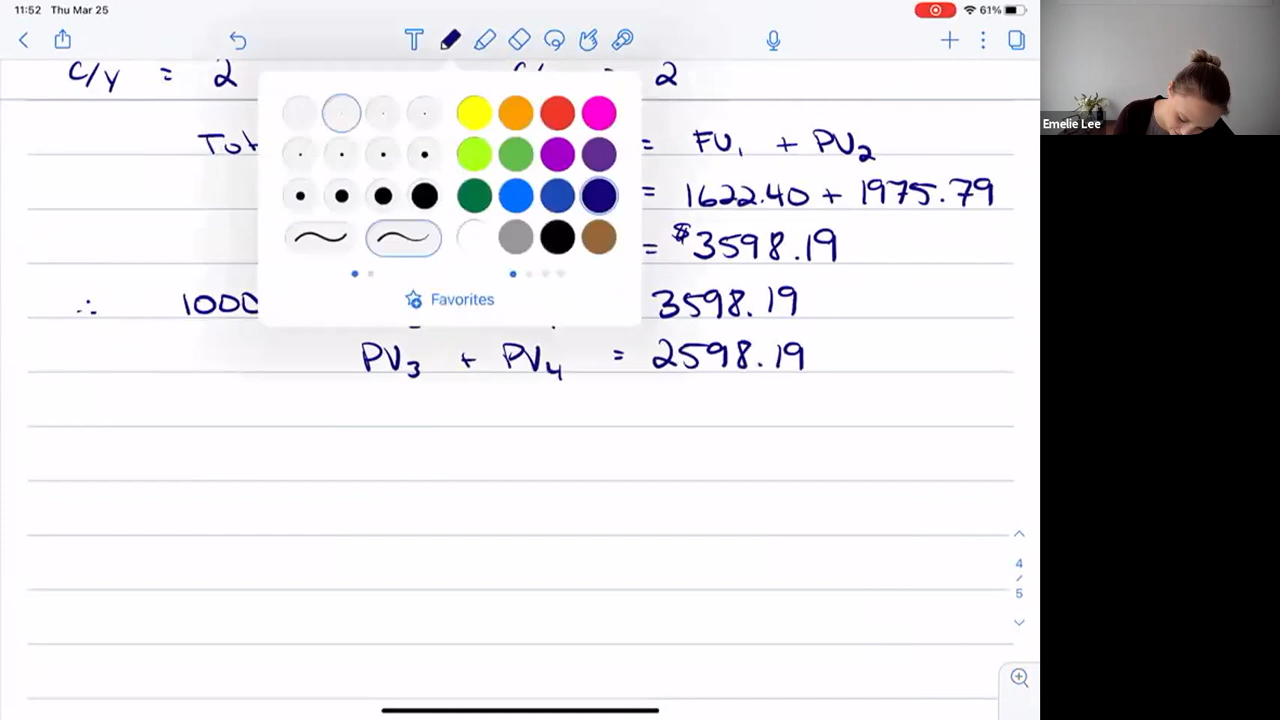 11:52 Thu Mar 25
61%
T
C/Y = 2
= 2
Emelie Lee
= FV1 + PV2
= 1622.40 + 1975.79
= $3598.19
∴ 1000
3598.19
Favorites
PV3 + PV4 = 2598.19
4
5